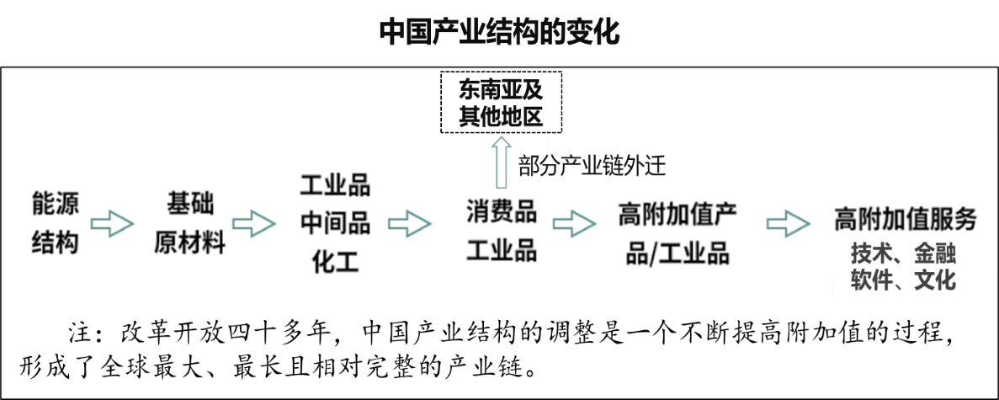 中国产业结构的变化
东南亚及
其他地区
部分产业链外迁
能源
结构
基础
原材料
工业品
中间品
化工
消费品
工业品
高附加值产
品/工业品
高附加值服务
技术、金融
软件、文化
注：改革开放四十多年，中国产业结构的调整是一个不断提高附加值的过程，
形成了全球最大、最长且相对完整的产业链。